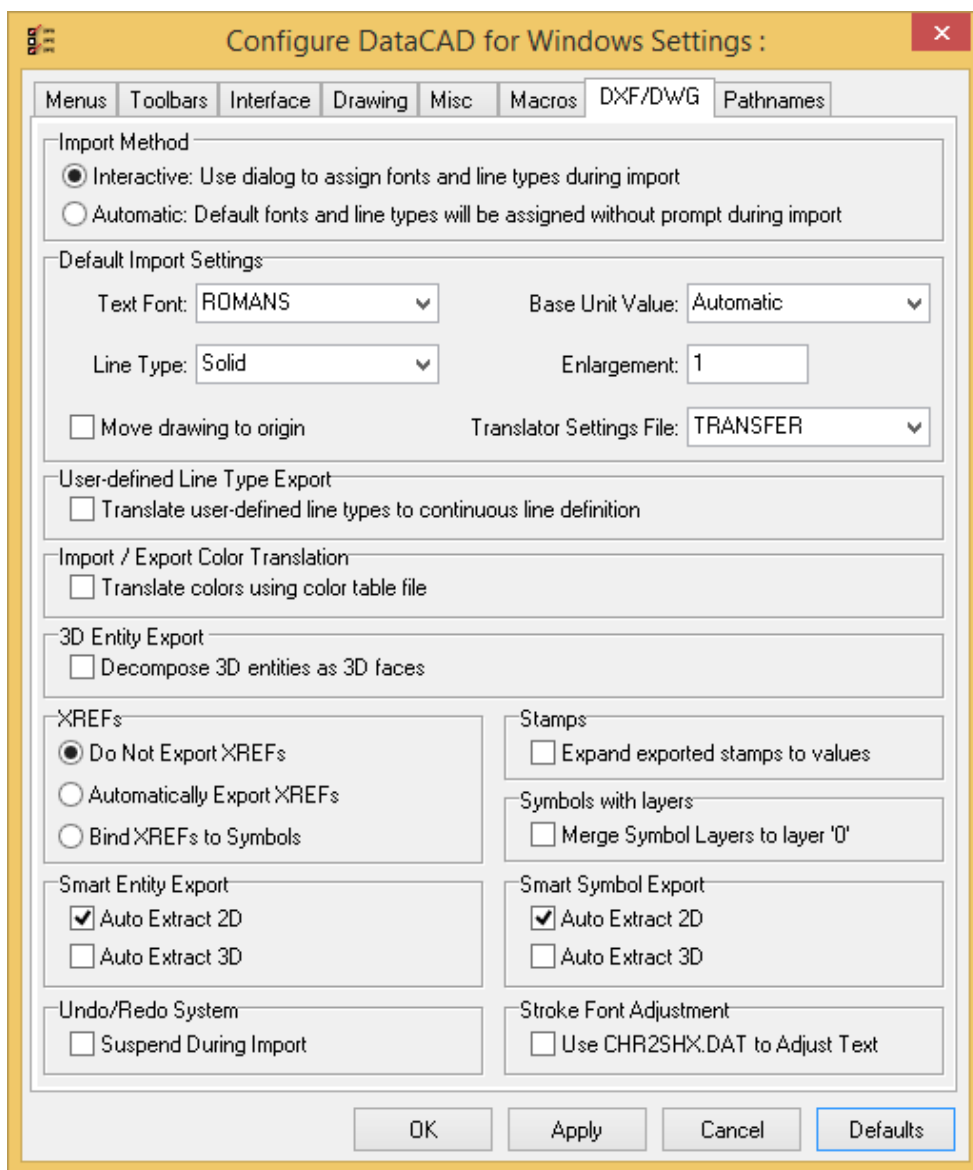 Configure DataCAD for Windows Settings :
Menus Toolbars Interface Drawing Misc Macros DXF/DWG Pathnames
Import Method
Interactive: Use dialog to assign fonts and line types during import
Automatic: Default fonts and line types will be assigned without prompt during import
Default Import Settings
Text Font: ROMANS Base Unit Value: Automatic
Line Type: Solid Enlargement: 1
Move drawing to origin Translator Settings File: TRANSFER
User-defined Line Type Export
Translate user-defined line types to continuous line definition
Import / Export Color Translation
Translate colors using color table file
3D Entity Export
Decompose 3D entities as 3D faces
XREFs
Do Not Export XREFs
Automatically Export XREFs
Bind XREFs to Symbols
Stamps
Expand exported stamps to values
Symbols with layers
Merge Symbol Layers to layer '0'
Smart Entity Export
Auto Extract 2D
Auto Extract 3D
Smart Symbol Export
Auto Extract 2D
Auto Extract 3D
Undo/Redo System
Suspend During Import
Stroke Font Adjustment
Use CHR2SHX.DAT to Adjust Text
OK Apply Cancel Defaults